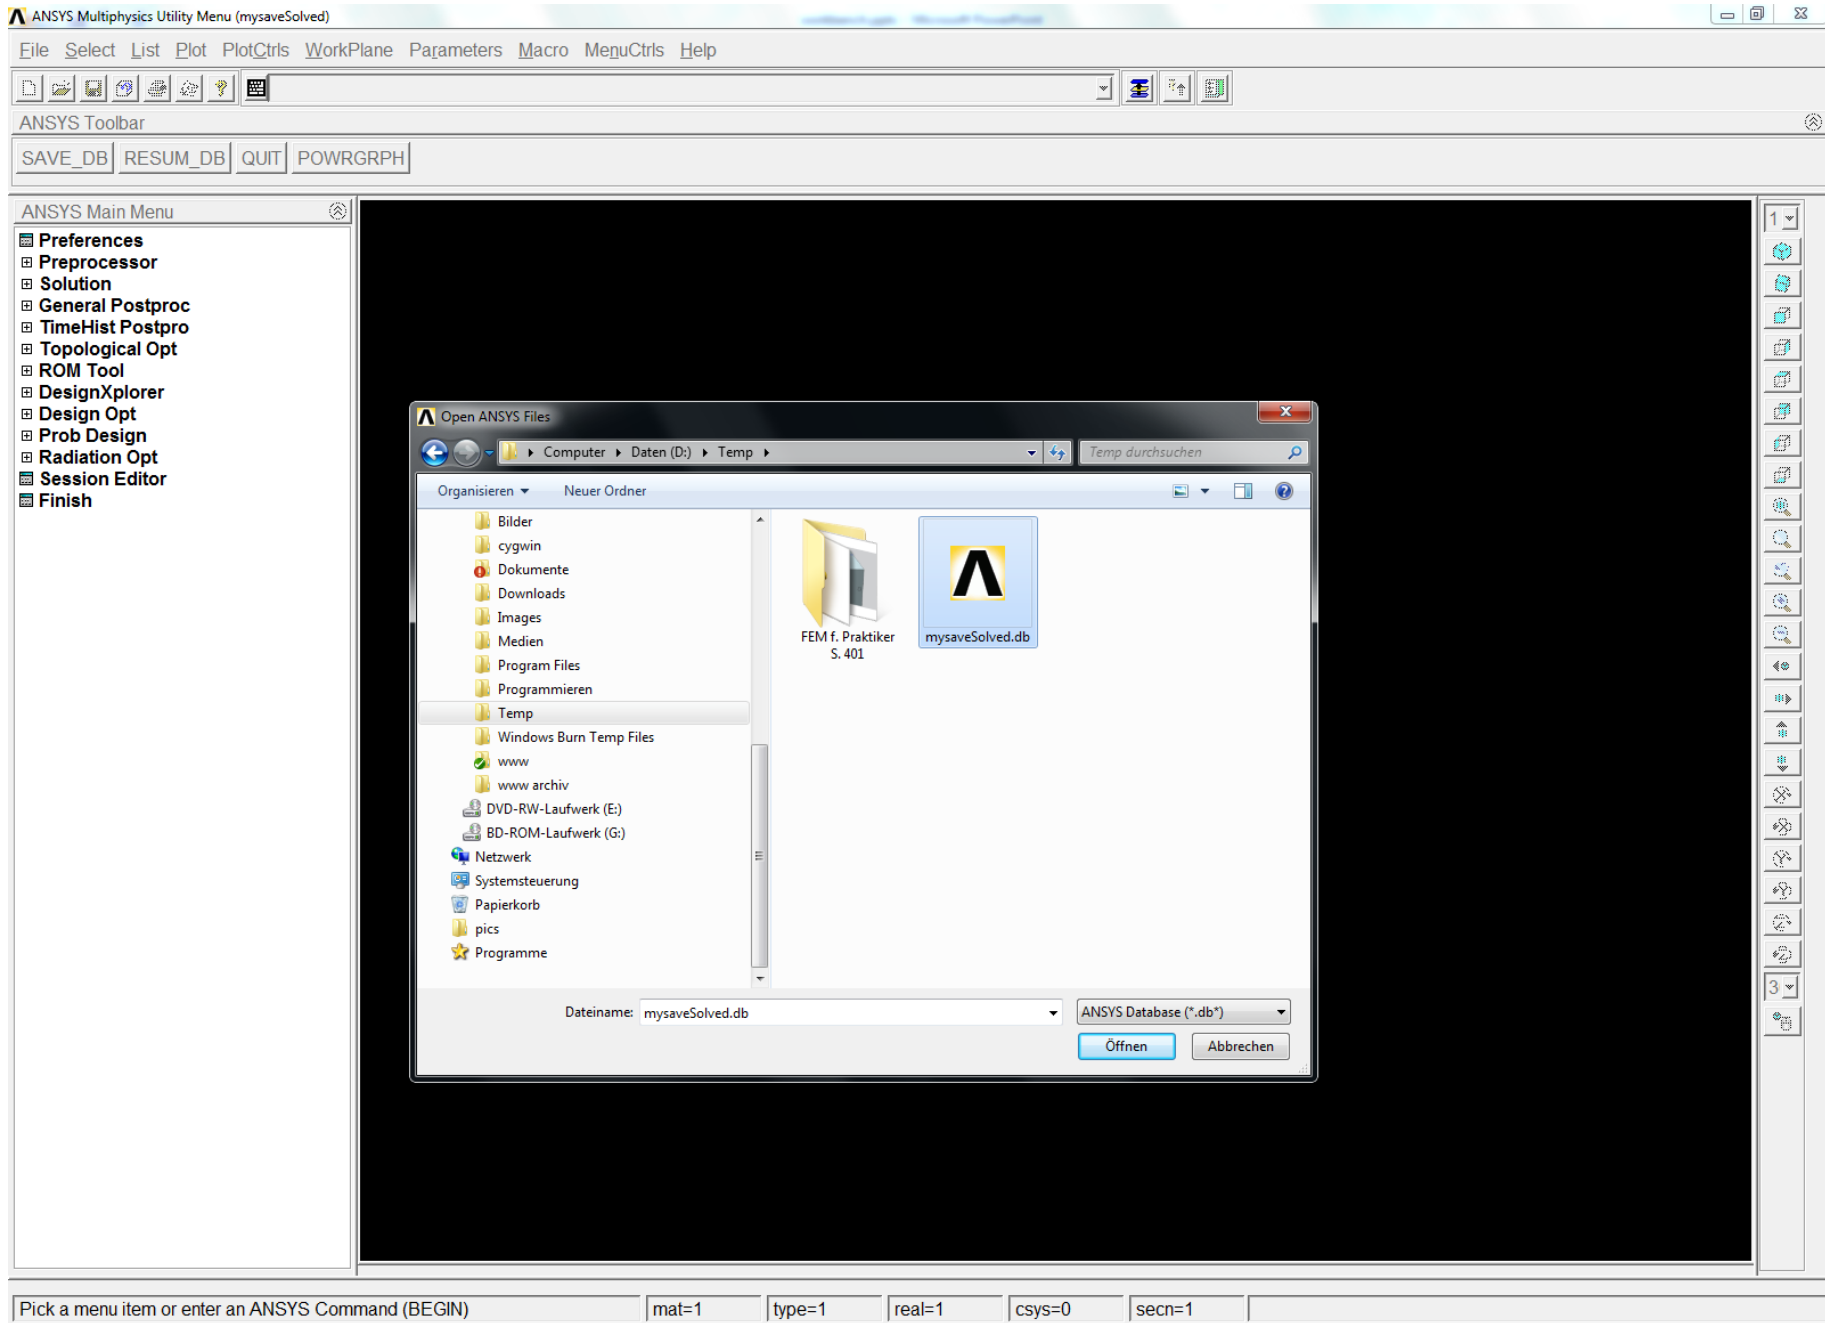 ANSYS Multiphysics Utility Menu (mysaveSolved)
File Select List Plot PlotCtrls WorkPlane Parameters Macro MenuCtrls Help
ANSYS Toolbar
SAVE_DB RESUM_DB QUIT POWRGRPH
ANSYS Main Menu
Preferences
Preprocessor
Solution
General Postproc
TimeHist Postpro
Topological Opt
ROM Tool
DesignXplorer
Design Opt
Prob Design
Radiation Opt
Session Editor
Finish
1
Open ANSYS Files
Computer Daten (D:) Temp
Temp durchsuchen
Organisieren Neuer Ordner
Bilder
cygwin
Dokumente
Downloads
Images
Medien
Program Files
Programmieren
Temp
Windows Burn Temp Files
www
www archiv
DVD-RW-Laufwerk (E:)
BD-ROM-Laufwerk (G:)
Netzwerk
Systemsteuerung
Papierkorb
pics
Programme
FEM f. Praktiker
S. 401
mysaveSolved.db
Dateiname: mysaveSolved.db
ANSYS Database (*.db*)
Öffnen Abbrechen
3
Pick a menu item or enter an ANSYS Command (BEGIN) mat=1 type=1 real=1 csys=0 secn=1